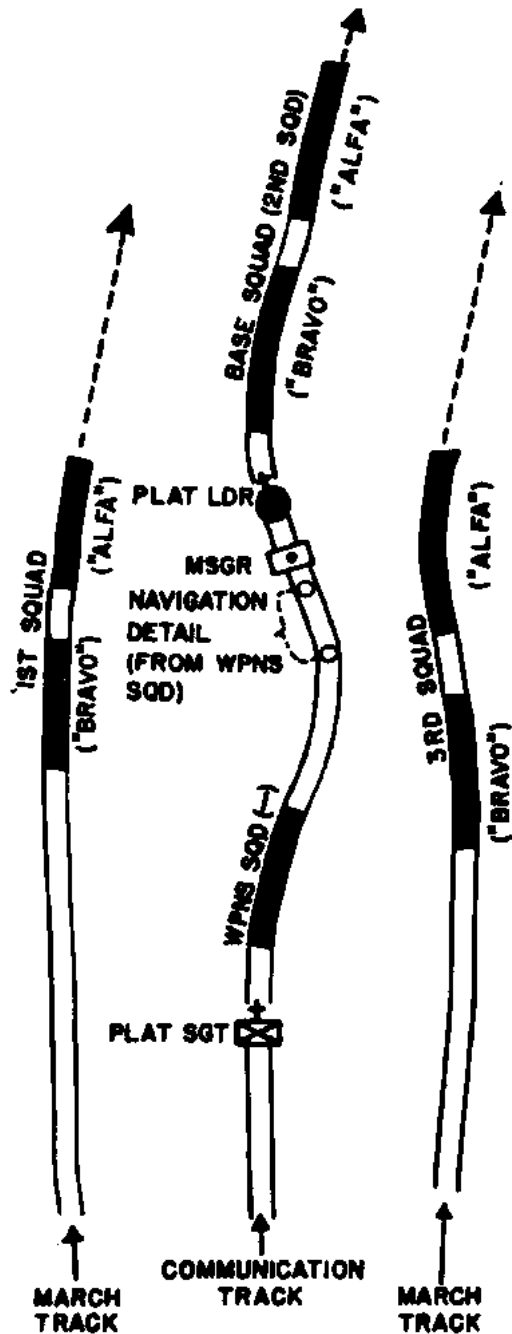 BASE SQUAD (2ND SQD)
("ALFA")
("BRAVO")
PLAT LDR
MSGR
NAVIGATION
DETAIL
(FROM WPNS
SQD)
1ST SQUAD
("ALFA")
("BRAVO")
3RD SQUAD
("ALFA")
("BRAVO")
WPNS SQD (—)
PLAT SGT
MARCH
TRACK
COMMUNICATION
TRACK
MARCH
TRACK